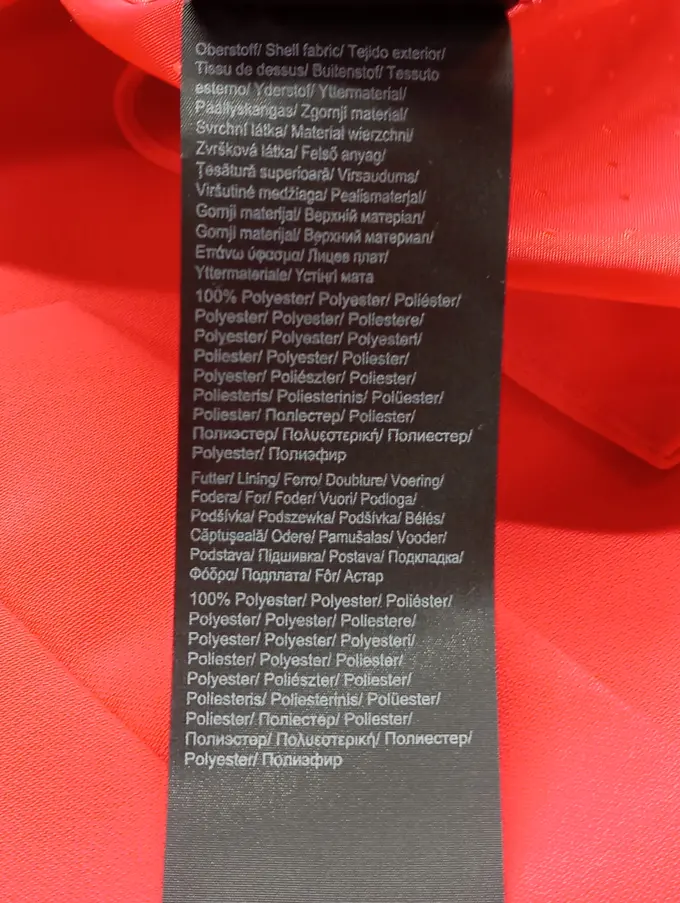 Oberstoff/ Shell fabric/ Tejido exterior/
Tissu de dessus/ Buitenstof/ Tessuto
esterno/ Yderstof/ Yttermaterial/
Päällyskangas/ Zgornji material/
Svrchní látka/ Material wierzchni/
Zvršková látka/ Felső anyag/
Țesătură superioară/ Virsaudums/
Viršutinė medžiaga/ Pealismaterjal/
Gornji materijal/ Верхній матеріал/
Gornji materijal/ Верхний материал/
Επάνω ύφασμα/ Лицев плат/
Yttermateriale/ Үстіңгі мата
100% Polyester/ Polyester/ Poliéster/
Polyester/ Polyester/ Poliestere/
Polyester/ Polyester/ Polyesteri/
Poliester/ Polyester/ Poliester/
Polyester/ Poliészter/ Poliester/
Poliesteris/ Poliesterinis/ Polüester/
Poliester/ Поліестер/ Poliester/
Полиэстер/ Πολυεστερική/ Полиестер/
Polyester/ Полиэфир
Futter/ Lining/ Forro/ Doublure/ Voering/
Fodera/ For/ Foder/ Vuori/ Podloga/
Podšívka/ Podszewka/ Podšívka/ Bélés/
Căptușeală/ Odere/ Pamušalas/ Vooder/
Podstava/ Підшивка/ Postava/ Подкладка/
Φόδρα/ Подплата/ Fôr/ Астар
100% Polyester/ Polyester/ Poliéster/
Polyester/ Polyester/ Poliestere/
Polyester/ Polyester/ Polyesteri/
Poliester/ Polyester/ Poliester/
Polyester/ Poliészter/ Poliester/
Poliesteris/ Poliesterinis/ Polüester/
Poliester/ Поліестер/ Poliester/
Полиэстер/ Πολυεστερική/ Полиестер/
Polyester/ Полиэфир